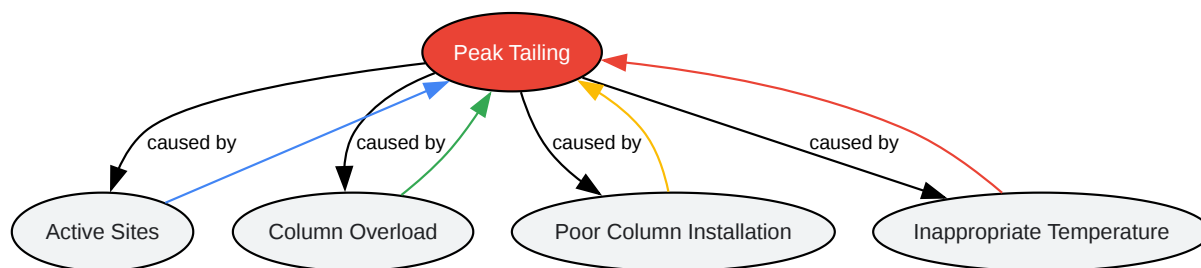 Peak Tailing
caused by
caused by
caused by
caused by
Active Sites
Column Overload
Poor Column Installation
Inappropriate Temperature